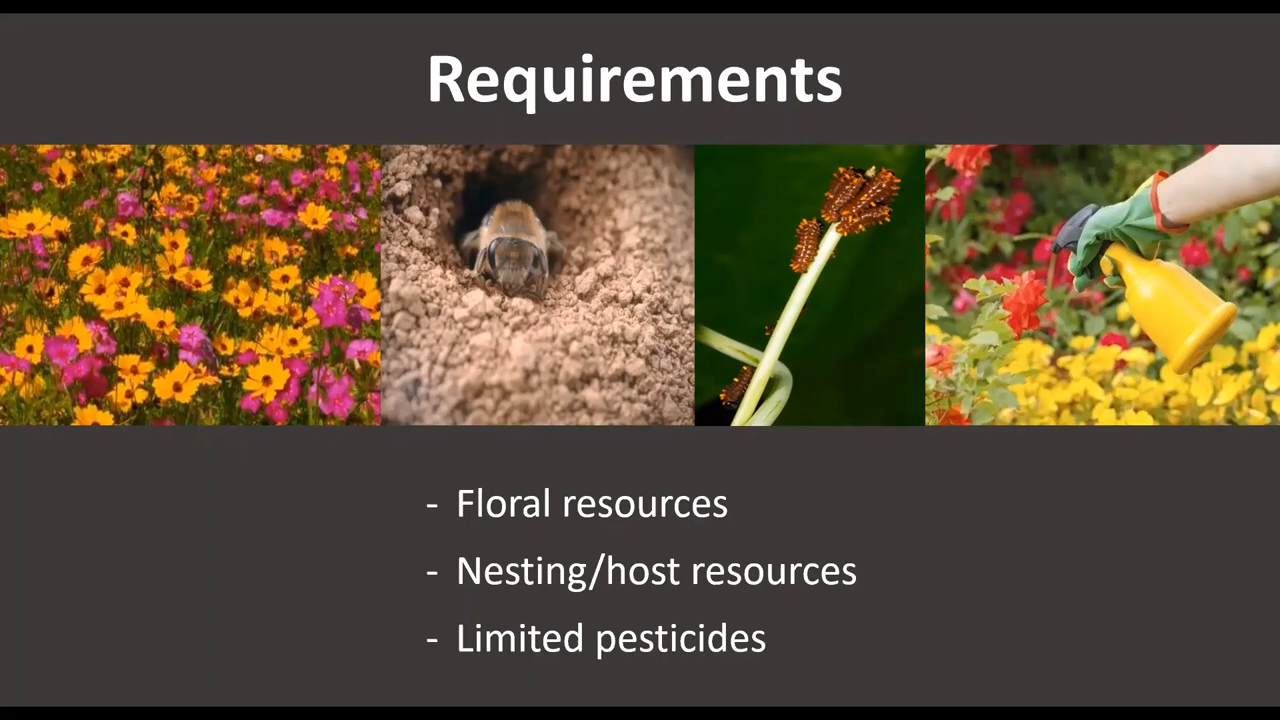 Requirements
- Floral resources
- Nesting/host resources
- Limited pesticides